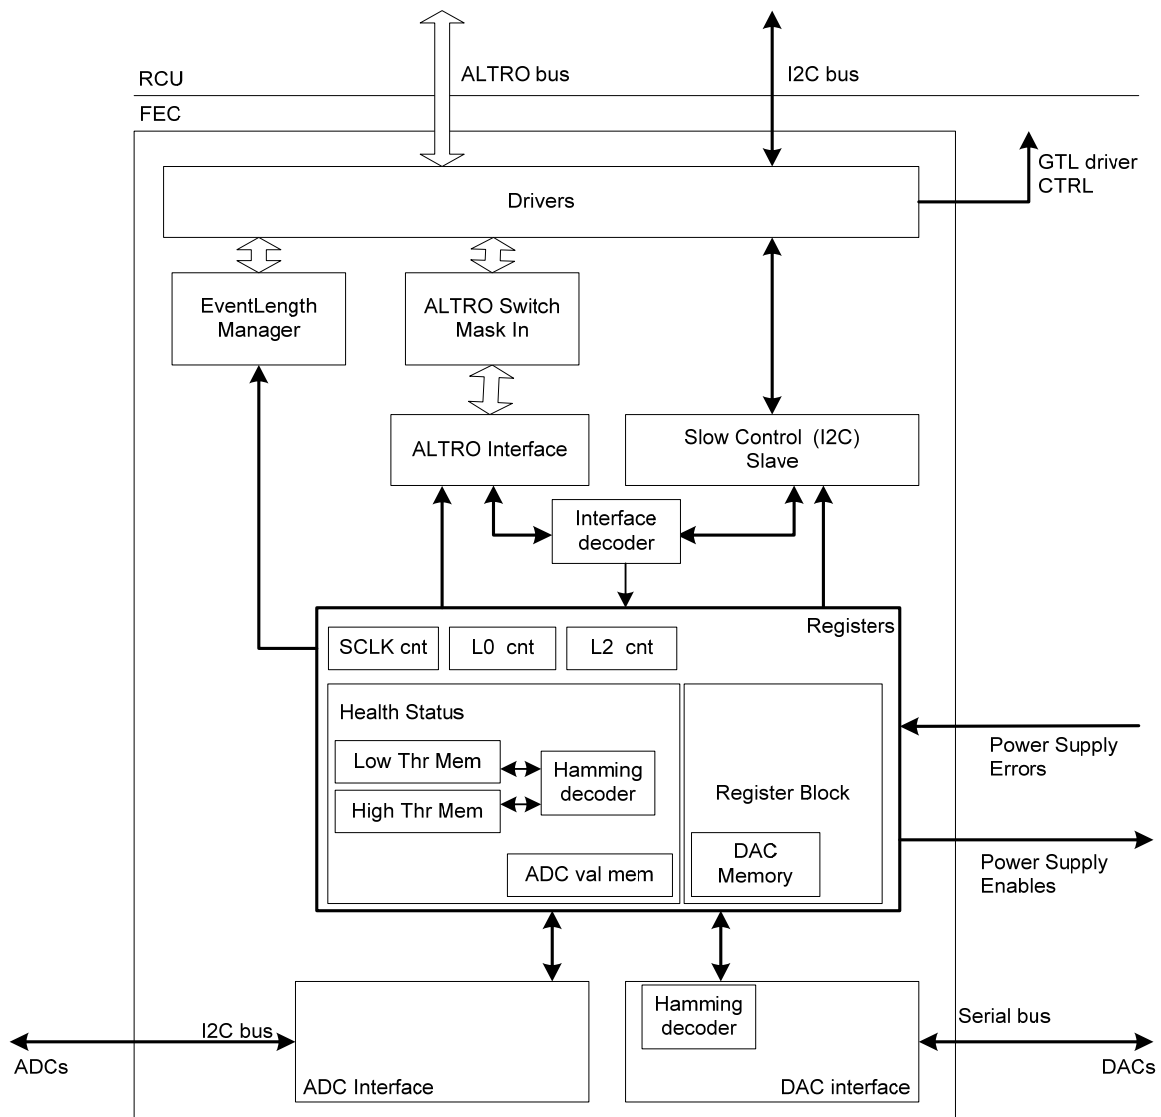 RCU
ALTRO bus
I2C bus
FEC
GTL driver
CTRL
Drivers
EventLength
Manager
ALTRO Switch
Mask In
ALTRO Interface
Slow Control (I2C)
Slave
Interface
decoder
Registers
SCLK cnt
L0 cnt
L2 cnt
Health Status
Low Thr Mem
High Thr Mem
Hamming
decoder
ADC val mem
Register Block
DAC
Memory
Power Supply
Errors
Power Supply
Enables
I2C bus
ADCs
ADC Interface
Hamming
decoder
DAC interface
Serial bus
DACs